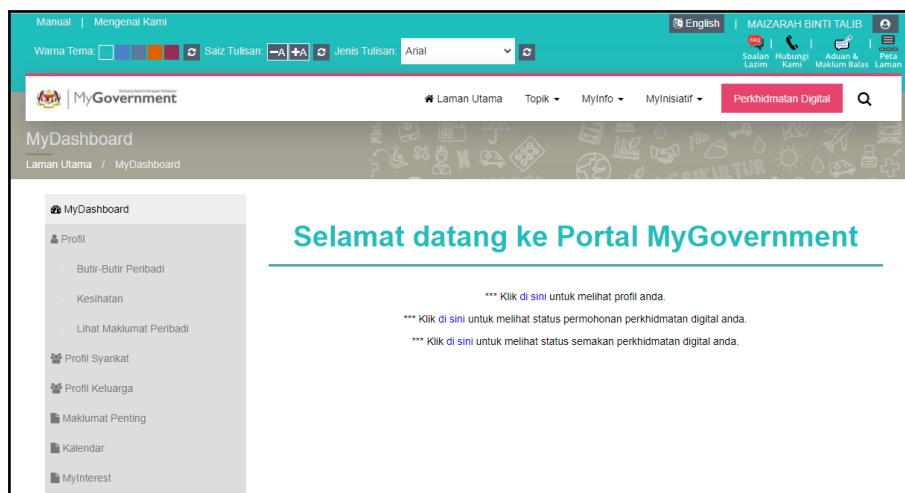 Manual | Mengenai Kami
English | MAIZARAH BINTI TALIB
Warna Tema: Saiz Tulisan: -A +A Jenis Tulisan: Arial
FAQ
Soalan Lazim | Hubungi Kami | Aduan & Maklum Balas | Peta Laman
MyGovernment
Laman Utama Topik MyInfo MyInisiatif Perkhidmatan Digital
MyDashboard
Laman Utama / MyDashboard
AGRIKULTUR
MyDashboard
Profil
Butir-Butir Peribadi
Kesihatan
Lihat Maklumat Peribadi
Profil Syarikat
Profil Keluarga
Maklumat Penting
Kalendar
MyInterest
Selamat datang ke Portal MyGovernment
*** Klik di sini untuk melihat profil anda.
*** Klik di sini untuk melihat status permohonan perkhidmatan digital anda.
*** Klik di sini untuk melihat status semakan perkhidmatan digital anda.